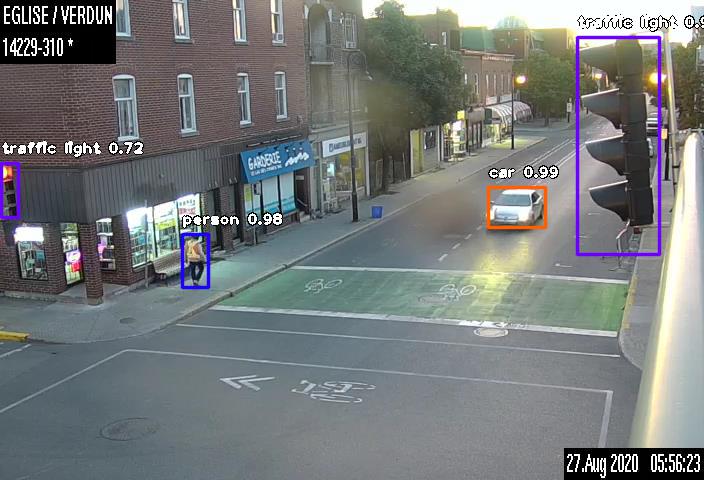 EGLISE / VERDUN
14229-310 *
traffic light 0.9
traffic light 0.72
GARDERIE
car 0.99
person 0.98
27.Aug 2020 05:56:23